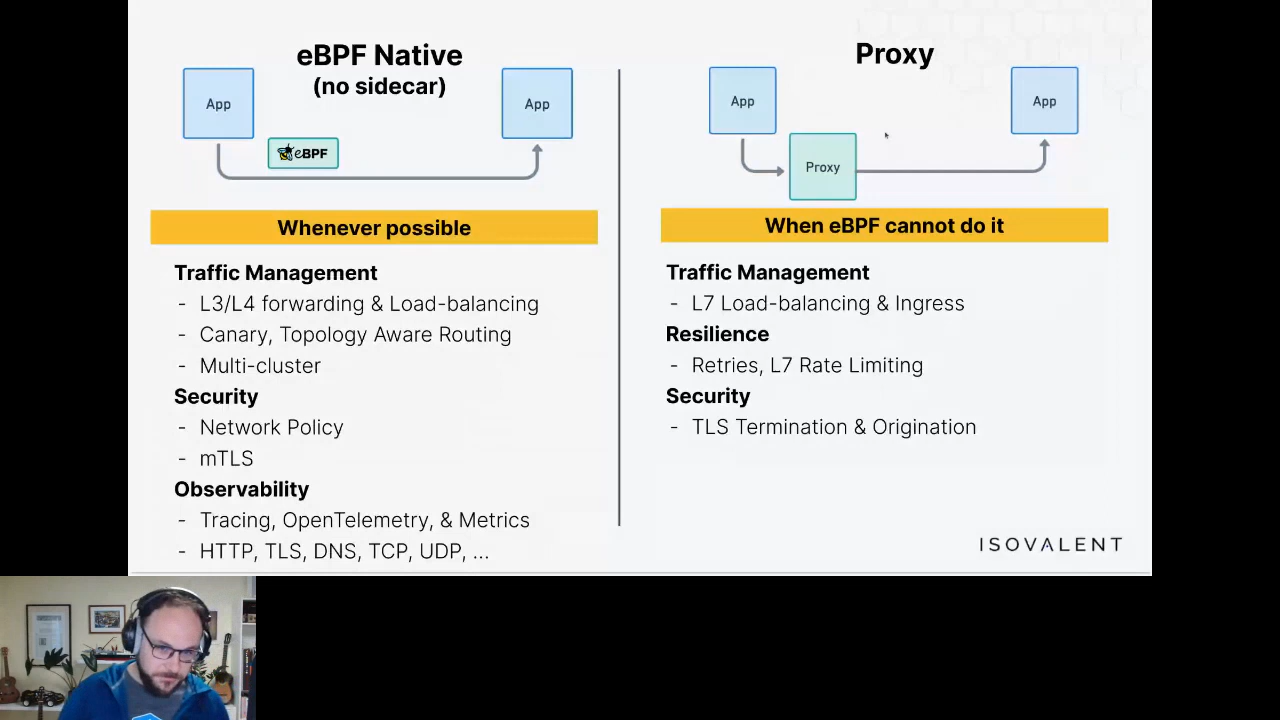 eBPF Native
(no sidecar)
App
App
eBPF
Whenever possible
Traffic Management
- L3/L4 forwarding & Load-balancing
- Canary, Topology Aware Routing
- Multi-cluster
Security
- Network Policy
- mTLS
Observability
- Tracing, OpenTelemetry, & Metrics
- HTTP, TLS, DNS, TCP, UDP, ...
Proxy
App
App
Proxy
When eBPF cannot do it
Traffic Management
- L7 Load-balancing & Ingress
Resilience
- Retries, L7 Rate Limiting
Security
- TLS Termination & Origination
ISOVALENT